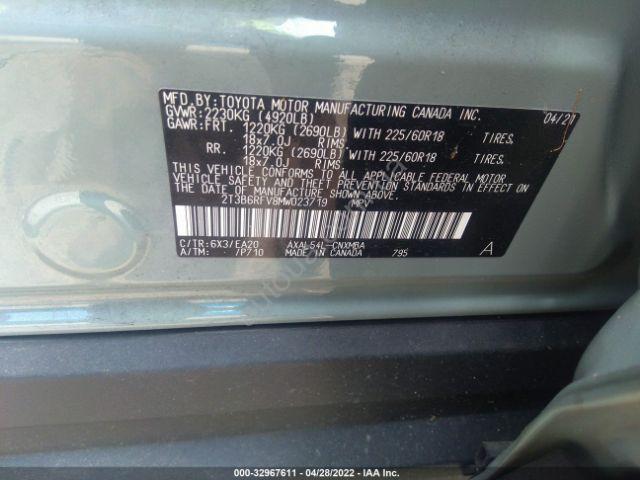 MFD.BY:TOYOTA MOTOR MANUFACTURING CANADA INC. 04/21
GVWR:2230KG (4920LB)
GAWR:FRT. 1220KG (2690LB) WITH 225/60R18 TIRES,
18x7.0J RIMS,
RR. 1220KG (2690LB) WITH 225/60R18 TIRES,
18x7.0J RIMS,
THIS VEHICLE CONFORMS TO ALL APPLICABLE FEDERAL MOTOR
VEHICLE SAFETY AND THEFT PREVENTION STANDARDS IN EFFECT
ON THE DATE OF MANUFACTURE SHOWN ABOVE.
2T3B6RFV8MW023719 MPV
C/TR:6X3/EA20 AXAL54L-CNXMBA
A/TM: /P710 MADE IN CANADA 795 A
000-32967611 - 04/28/2022 - IAA Inc.